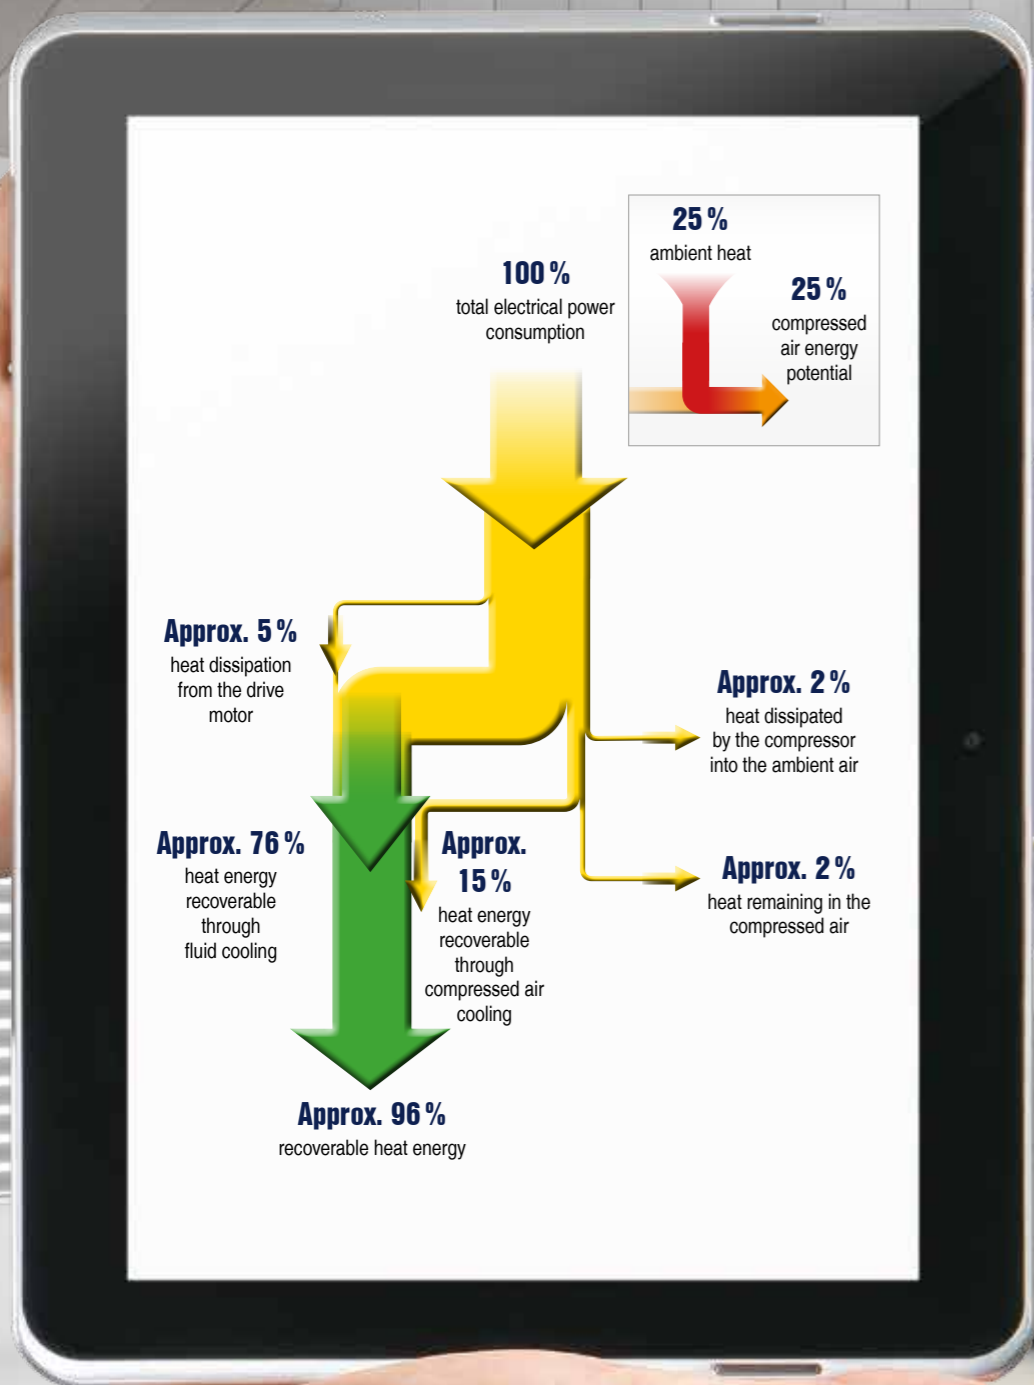 25 %
ambient heat
100 %
total electrical power
consumption
25 %
compressed
air energy
potential
Approx. 5 %
heat dissipation
from the drive
motor
Approx. 2 %
heat dissipated
by the compressor
into the ambient air
Approx. 76 %
heat energy
recoverable
through
fluid cooling
Approx.
15 %
heat energy
recoverable
through
compressed air
cooling
Approx. 2 %
heat remaining in the
compressed air
Approx. 96 %
recoverable heat energy